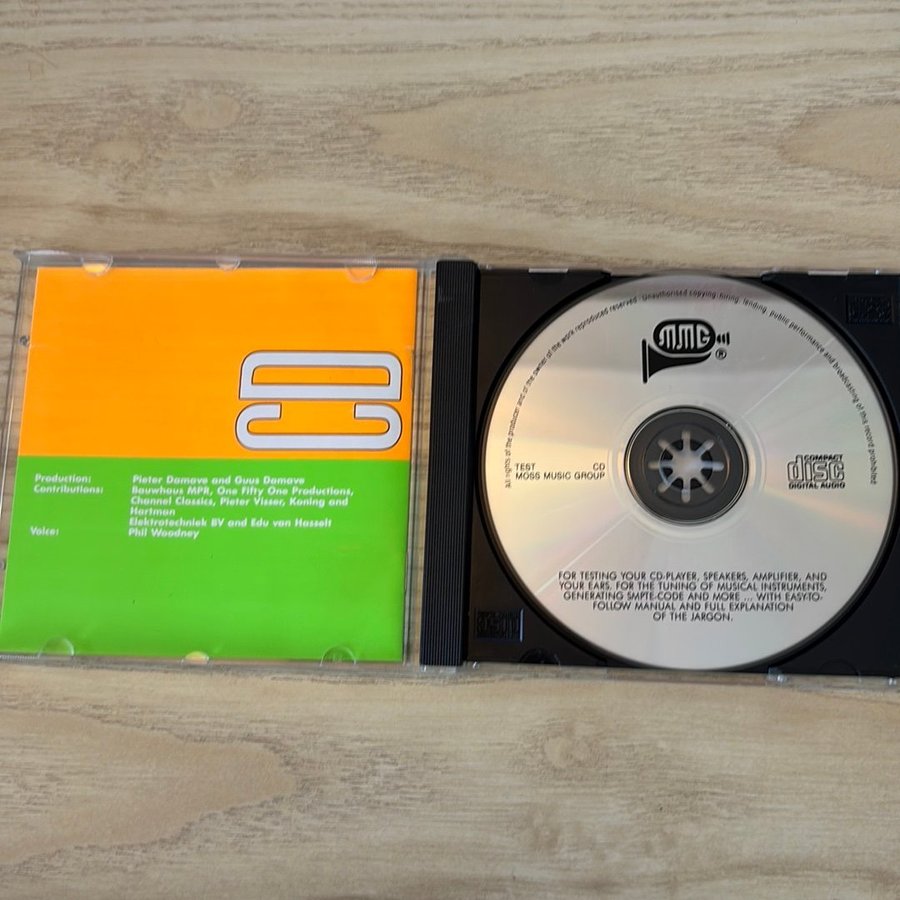 CD
Production: Pieter Damave and Guus Damave
Contributions: Bauwhaus MPR, One Fifty One Productions,
Channel Classics, Pieter Visser, Koning and
Hartman
Elektrotechniek BV and Edu van Hasselt
Voice: Phil Woodney
all rights of the producer and of the owner of the work reproduced reserved · Unauthorised copying, hiring, lending, public performance and broadcasting of this record prohibited
MMG
®
TEST CD
MOSS MUSIC GROUP
COMPACT
disc
DIGITAL AUDIO
FOR TESTING YOUR CD-PLAYER, SPEAKERS, AMPLIFIER, AND
YOUR EARS. FOR THE TUNING OF MUSICAL INSTRUMENTS,
GENERATING SMPTE-CODE AND MORE ... WITH EASY-TO-
FOLLOW MANUAL AND FULL EXPLANATION
OF THE JARGON.